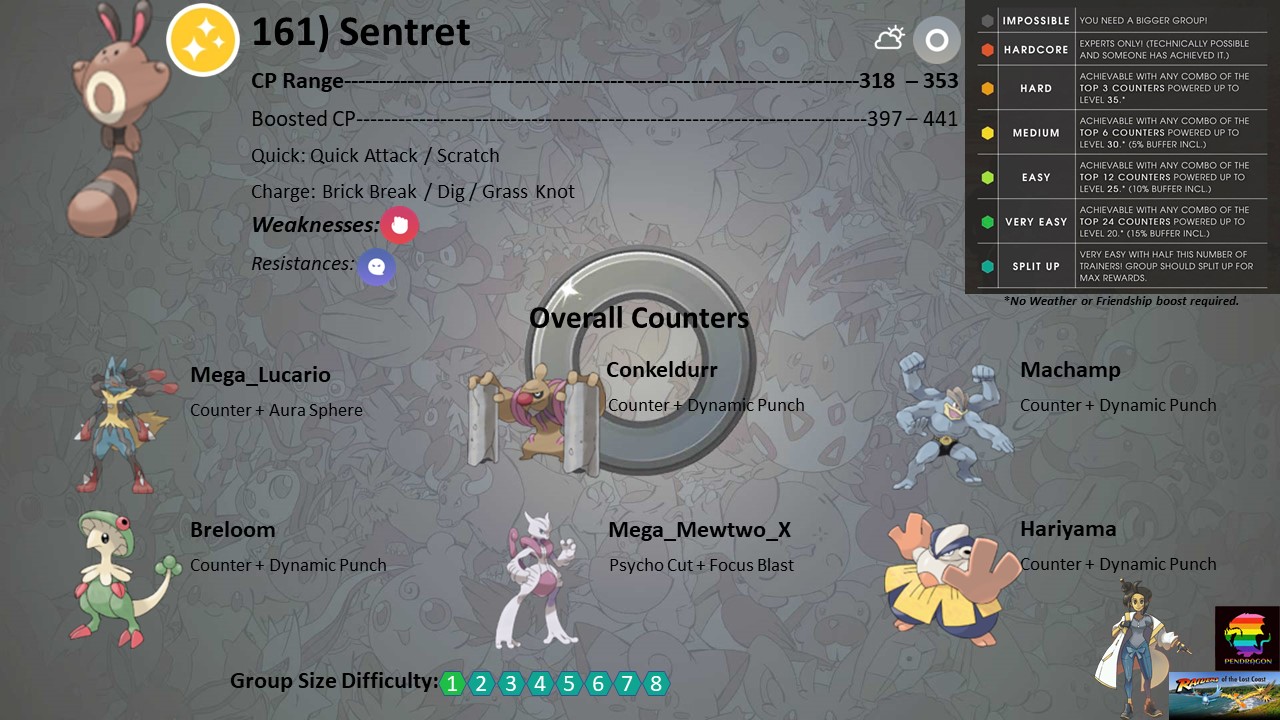 161) Sentret
CP Range--------------------------------------------------------------------------318 – 353
Boosted CP-------------------------------------------------------------------------397 – 441
Quick: Quick Attack / Scratch
Charge: Brick Break / Dig / Grass Knot
Weaknesses:
Resistances:
IMPOSSIBLE YOU NEED A BIGGER GROUP!
HARDCORE EXPERTS ONLY! (TECHNICALLY POSSIBLE
AND SOMEONE HAS ACHIEVED IT.)
HARD ACHIEVABLE WITH ANY COMBO OF THE
TOP 3 COUNTERS POWERED UP TO
LEVEL 35.*
MEDIUM ACHIEVABLE WITH ANY COMBO OF THE
TOP 6 COUNTERS POWERED UP TO
LEVEL 30.* (5% BUFFER INCL.)
EASY ACHIEVABLE WITH ANY COMBO OF THE
TOP 12 COUNTERS POWERED UP TO
LEVEL 25.* (10% BUFFER INCL.)
VERY EASY ACHIEVABLE WITH ANY COMBO OF THE
TOP 24 COUNTERS POWERED UP TO
LEVEL 20.* (15% BUFFER INCL.)
SPLIT UP VERY EASY WITH HALF THIS NUMBER OF
TRAINERS! GROUP SHOULD SPLIT UP FOR
MAX REWARDS.
*No Weather or Friendship boost required.
Overall Counters
Mega_Lucario
Counter + Aura Sphere
Conkeldurr
Counter + Dynamic Punch
Machamp
Counter + Dynamic Punch
Breloom
Counter + Dynamic Punch
Mega_Mewtwo_X
Psycho Cut + Focus Blast
Hariyama
Counter + Dynamic Punch
Group Size Difficulty: 1 2 3 4 5 6 7 8
PENDRAGON
RAIDERS of the Lost Coast